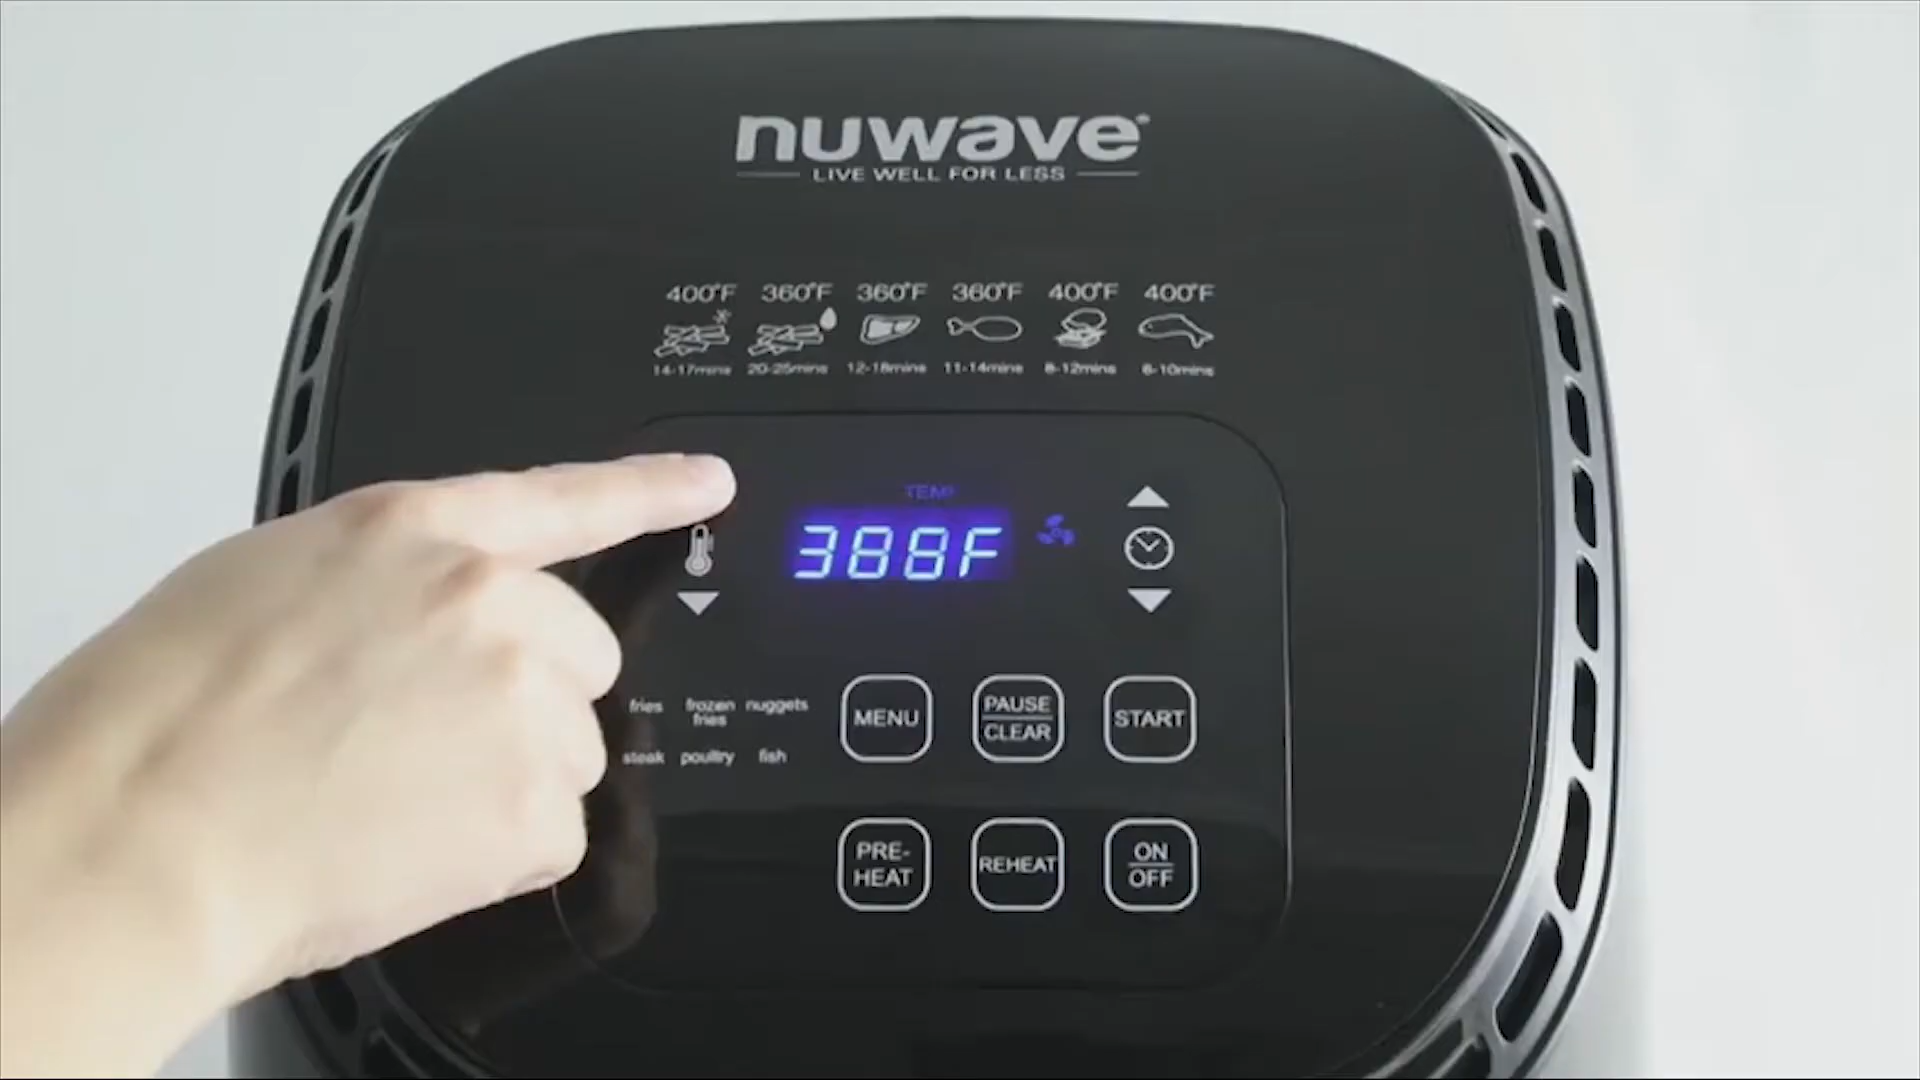 nuwave®
LIVE WELL FOR LESS
400°F 360°F 360°F 360°F 400°F 400°F
14-17mins 20-25mins 12-18mins 11-14mins 8-12mins 6-10mins
TEMP
388F
fries frozen fries nuggets
steak poultry fish
MENU
PAUSE
CLEAR
START
PRE-
HEAT
REHEAT
ON
OFF